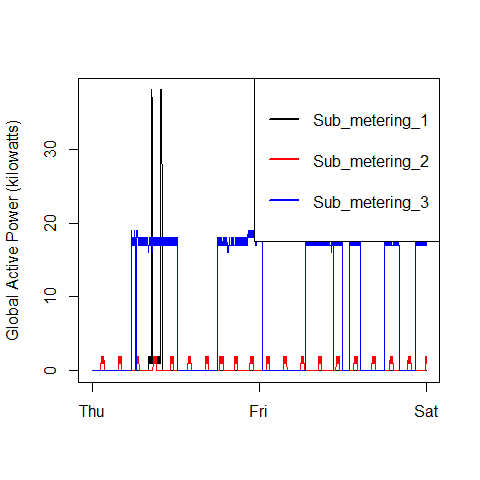 Global Active Power (kilowatts)
30
20
10
0
Sub_metering_1
Sub_metering_2
Sub_metering_3
Thu
Fri
Sat